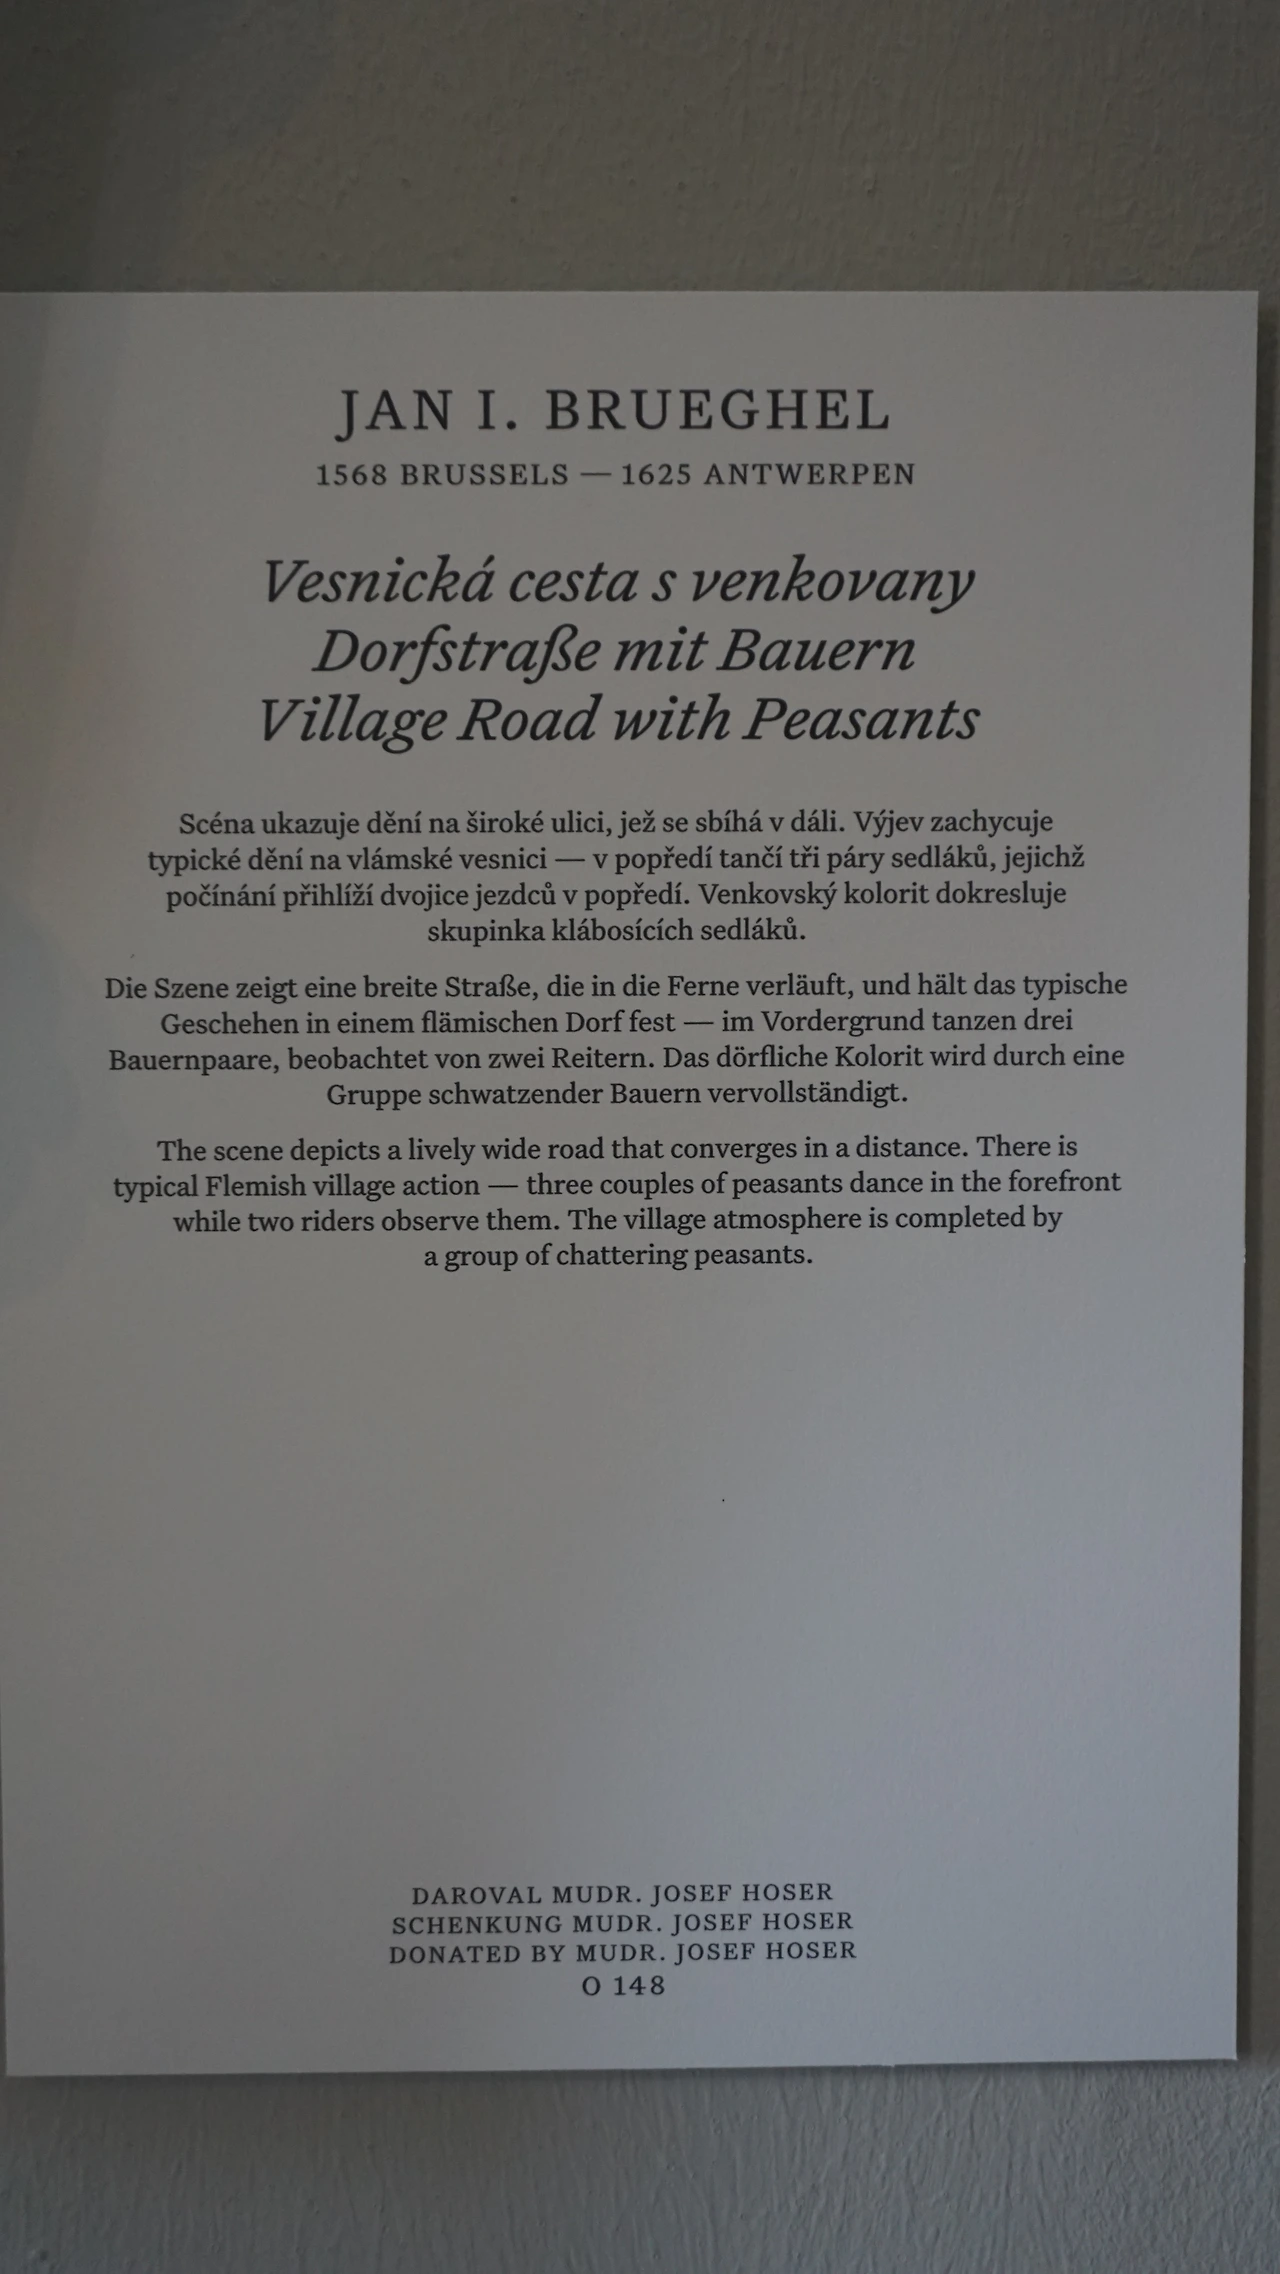 JAN I. BRUEGHEL
1568 BRUSSELS — 1625 ANTWERPEN
Vesnická cesta s venkovany
Dorfstraße mit Bauern
Village Road with Peasants
Scéna ukazuje dění na široké ulici, jež se sbíhá v dáli. Výjev zachycuje
typické dění na vlámské vesnici — v popředí tančí tři páry sedláků, jejichž
počínání přihlíží dvojice jezdců v popředí. Venkovský kolorit dokresluje
skupinka klábosících sedláků.
Die Szene zeigt eine breite Straße, die in die Ferne verläuft, und hält das typische
Geschehen in einem flämischen Dorf fest — im Vordergrund tanzen drei
Bauernpaare, beobachtet von zwei Reitern. Das dörfliche Kolorit wird durch eine
Gruppe schwatzender Bauern vervollständigt.
The scene depicts a lively wide road that converges in a distance. There is
typical Flemish village action — three couples of peasants dance in the forefront
while two riders observe them. The village atmosphere is completed by
a group of chattering peasants.
DAROVAL MUDR. JOSEF HOSER
SCHENKUNG MUDR. JOSEF HOSER
DONATED BY MUDR. JOSEF HOSER
O 148